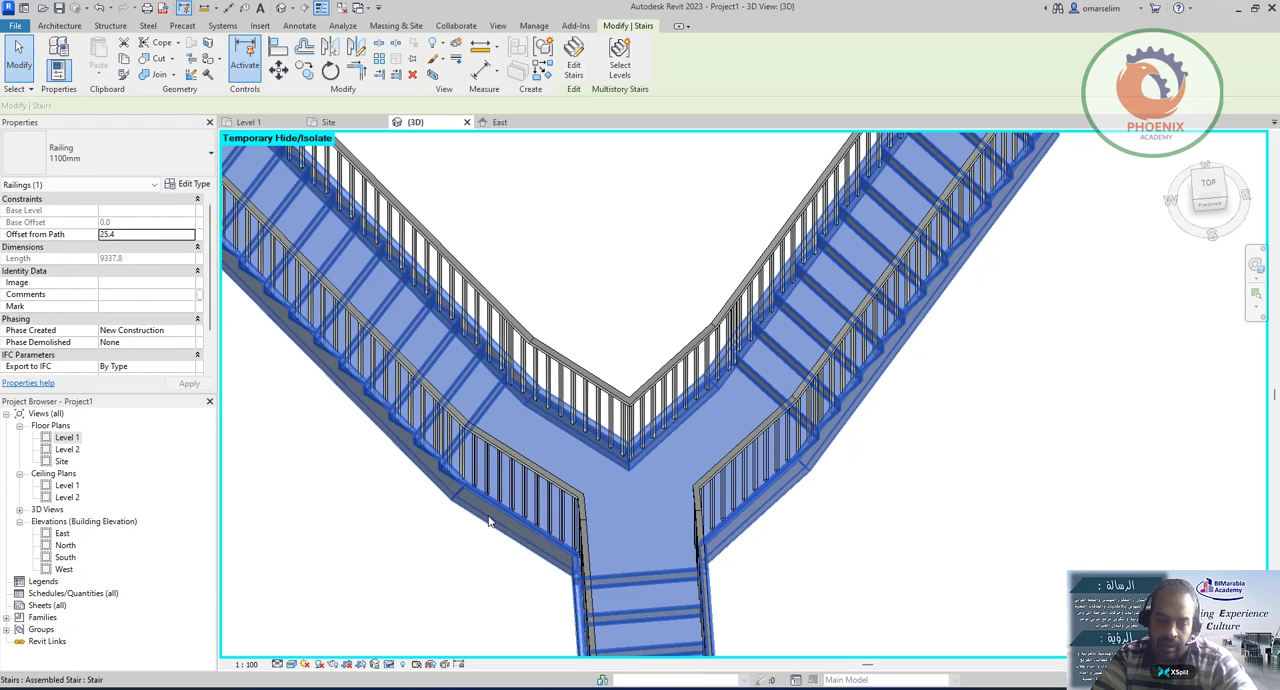 Autodesk Revit 2023 - Project1 - 3D View: {3D}
omarselim
File Architecture Structure Steel Precast Systems Insert Annotate Analyze Massing & Site Collaborate View Manage Add-Ins Modify | Stairs
Modify
Paste
Cope
Cut
Join
Activate
Edit Stairs
Select Levels
Select Properties Clipboard Geometry Controls Modify View Measure Create Edit Multistory Stairs
Modify | Stairs
Properties
Level 1 Site {3D} East
Temporary Hide/Isolate
Railing
1100mm
Railings (1) Edit Type
Constraints
Base Level
Base Offset 0.0
Offset from Path 25.4
Dimensions
Length 9337.8
Identity Data
Image
Comments
Mark
Phasing
Phase Created New Construction
Phase Demolished None
IFC Parameters
Export to IFC By Type
Properties help Apply
Project Browser - Project1
Views (all)
Floor Plans
Level 1
Level 2
Site
Ceiling Plans
Level 1
Level 2
3D Views
Elevations (Building Elevation)
East
North
South
West
Legends
Schedules/Quantities (all)
Sheets (all)
Families
Groups
Revit Links
PHOENIX
ACADEMY
TOP
FRONT
N
W
E
S
1 : 100
Stairs : Assembled Stair : Stair
:0
Main Model
الرسالة :
BIMarabia
Academy
Experience
Culture
الرؤية :
XSplit